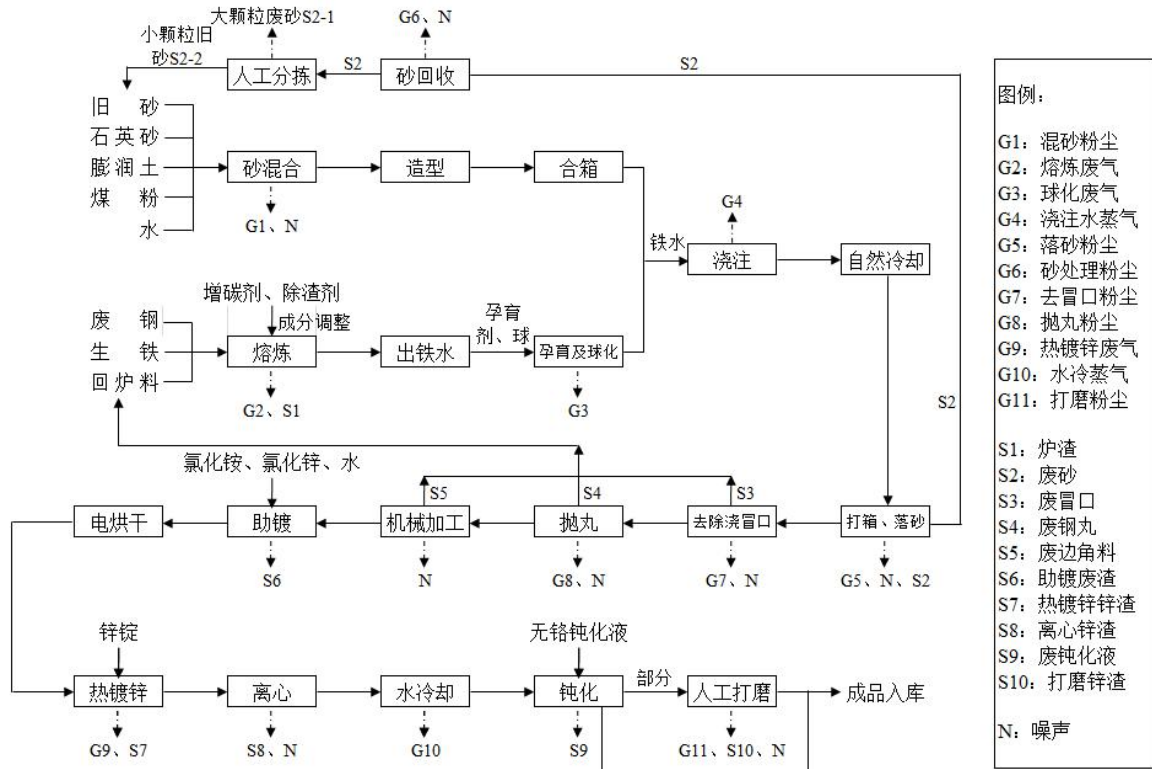 大颗粒废砂S2-1
G6、N
小颗粒旧
砂S2-2
人工分拣
S2
砂回收
S2
旧 砂
石英砂
膨润土
煤 粉
水
砂混合
造型
合箱
G1、N
G4
铁水
浇注
自然冷却
增碳剂、除渣剂
成分调整
孕育
剂、球
废 钢
生 铁
回炉料
熔炼
出铁水
孕育及球化
G2、S1
G3
S2
氯化铵、氯化锌、水
S5
S4
S3
电烘干
助镀
机械加工
抛丸
去除浇冒口
打箱、落砂
S6
N
G8、N
G7、N
G5、N、S2
锌锭
无铬钝化液
热镀锌
离心
水冷却
钝化
部分
人工打磨
成品入库
G9、S7
S8、N
G10
S9
G11、S10、N
图例：
G1：混砂粉尘
G2：熔炼废气
G3：球化废气
G4：浇注水蒸气
G5：落砂粉尘
G6：砂处理粉尘
G7：去冒口粉尘
G8：抛丸粉尘
G9：热镀锌废气
G10：水冷蒸气
G11：打磨粉尘
S1：炉渣
S2：废砂
S3：废冒口
S4：废钢丸
S5：废边角料
S6：助镀废渣
S7：热镀锌锌渣
S8：离心锌渣
S9：废钝化液
S10：打磨锌渣
N：噪声